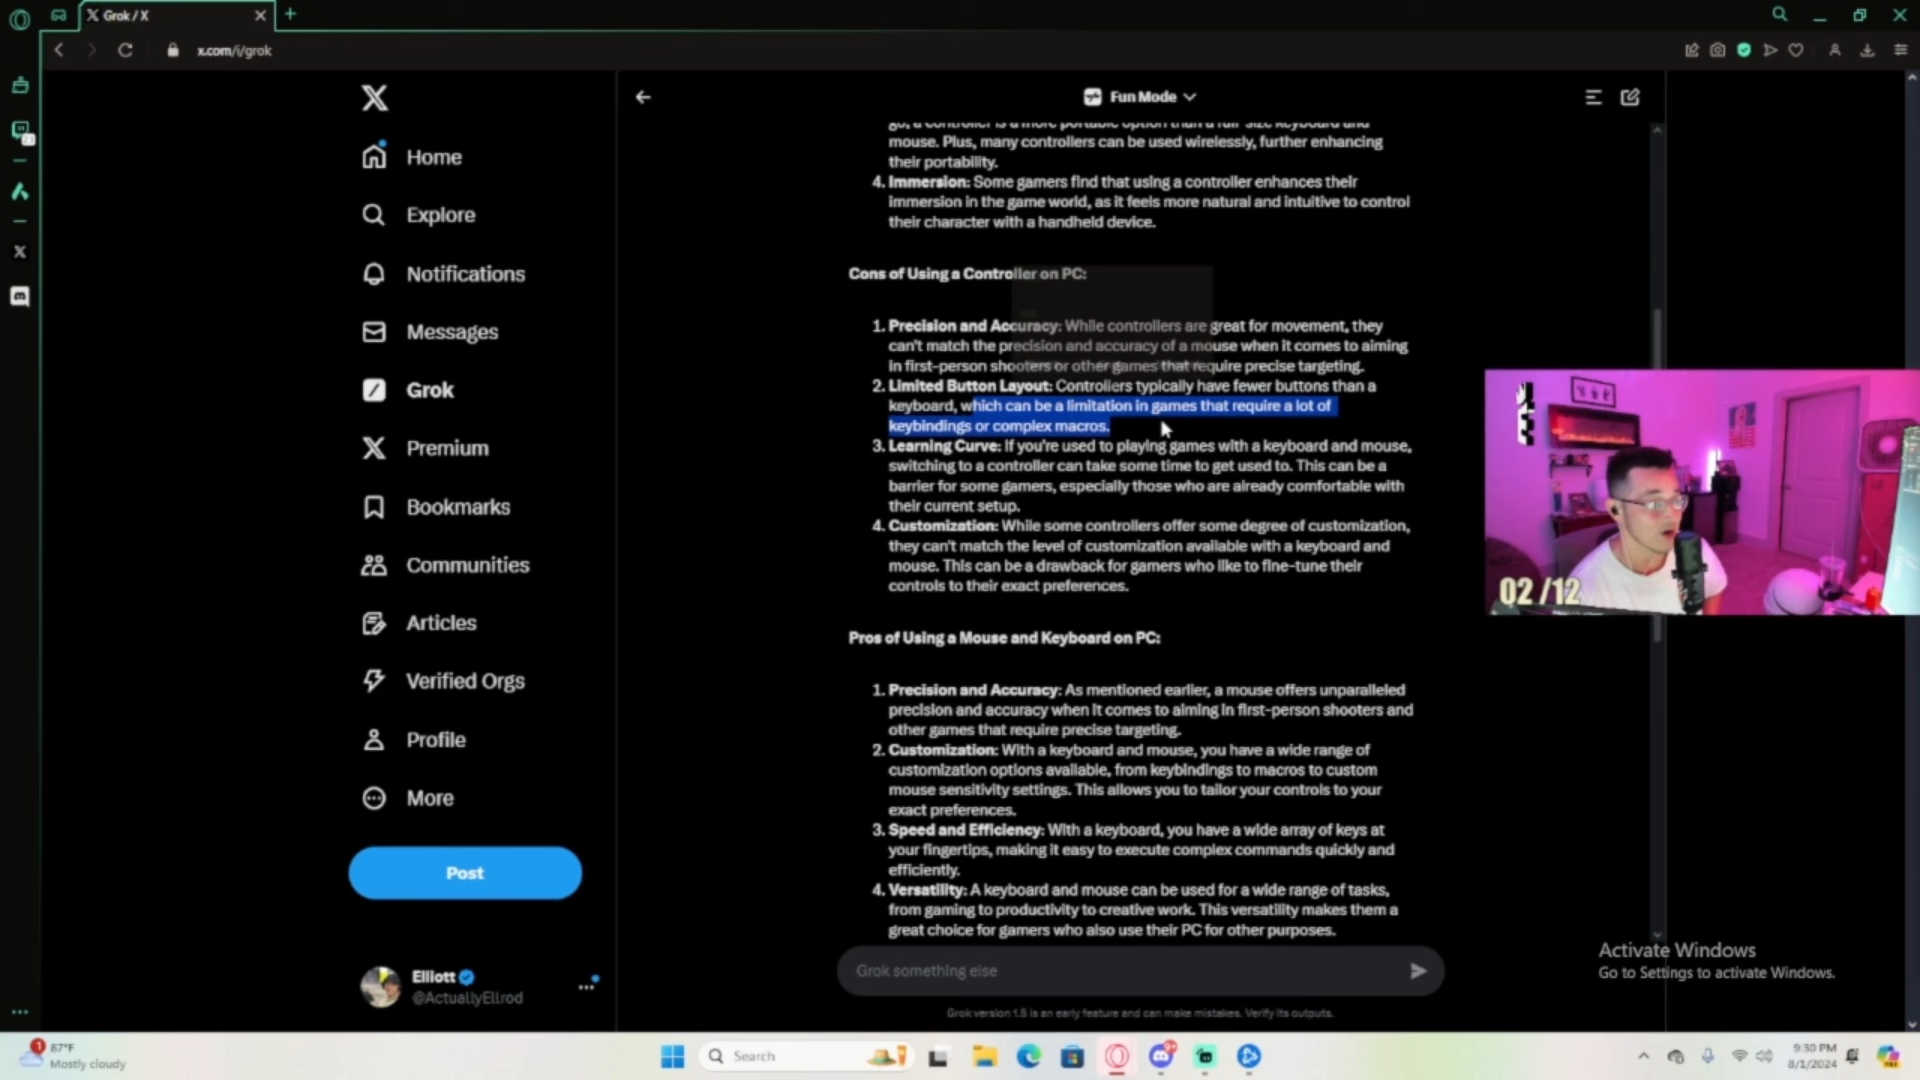 Grok / X
x.com/i/grok
Home
Explore
Notifications
Messages
Grok
Premium
Bookmarks
Communities
Articles
Verified Orgs
Profile
More
Post
Elliott
@ActuallyEllrod
Fun Mode
go, a controller is a more portable option than a full-size keyboard and
mouse. Plus, many controllers can be used wirelessly, further enhancing
their portability.
4. Immersion: Some gamers find that using a controller enhances their
immersion in the game world, as it feels more natural and intuitive to control
their character with a handheld device.
Cons of Using a Controller on PC:
1. Precision and Accuracy: While controllers are great for movement, they
can't match the precision and accuracy of a mouse when it comes to aiming
in first-person shooters or other games that require precise targeting.
2. Limited Button Layout: Controllers typically have fewer buttons than a
keyboard, which can be a limitation in games that require a lot of
keybindings or complex macros.
3. Learning Curve: If you're used to playing games with a keyboard and mouse,
switching to a controller can take some time to get used to. This can be a
barrier for some gamers, especially those who are already comfortable with
their current setup.
4. Customization: While some controllers offer some degree of customization,
they can't match the level of customization available with a keyboard and
mouse. This can be a drawback for gamers who like to fine-tune their
controls to their exact preferences.
Pros of Using a Mouse and Keyboard on PC:
1. Precision and Accuracy: As mentioned earlier, a mouse offers unparalleled
precision and accuracy when it comes to aiming in first-person shooters and
other games that require precise targeting.
2. Customization: With a keyboard and mouse, you have a wide range of
customization options available, from keybindings to macros to custom
mouse sensitivity settings. This allows you to tailor your controls to your
exact preferences.
3. Speed and Efficiency: With a keyboard, you have a wide array of keys at
your fingertips, making it easy to execute complex commands quickly and
efficiently.
4. Versatility: A keyboard and mouse can be used for a wide range of tasks,
from gaming to productivity to creative work. This versatility makes them a
great choice for gamers who also use their PC for other purposes.
Grok something else
Grok version 1.5 is an early feature and can make mistakes. Verify its outputs.
02 /12
Activate Windows
Go to Settings to activate Windows.
1
87°F
Mostly cloudy
Search
9:30 PM
8/1/2024